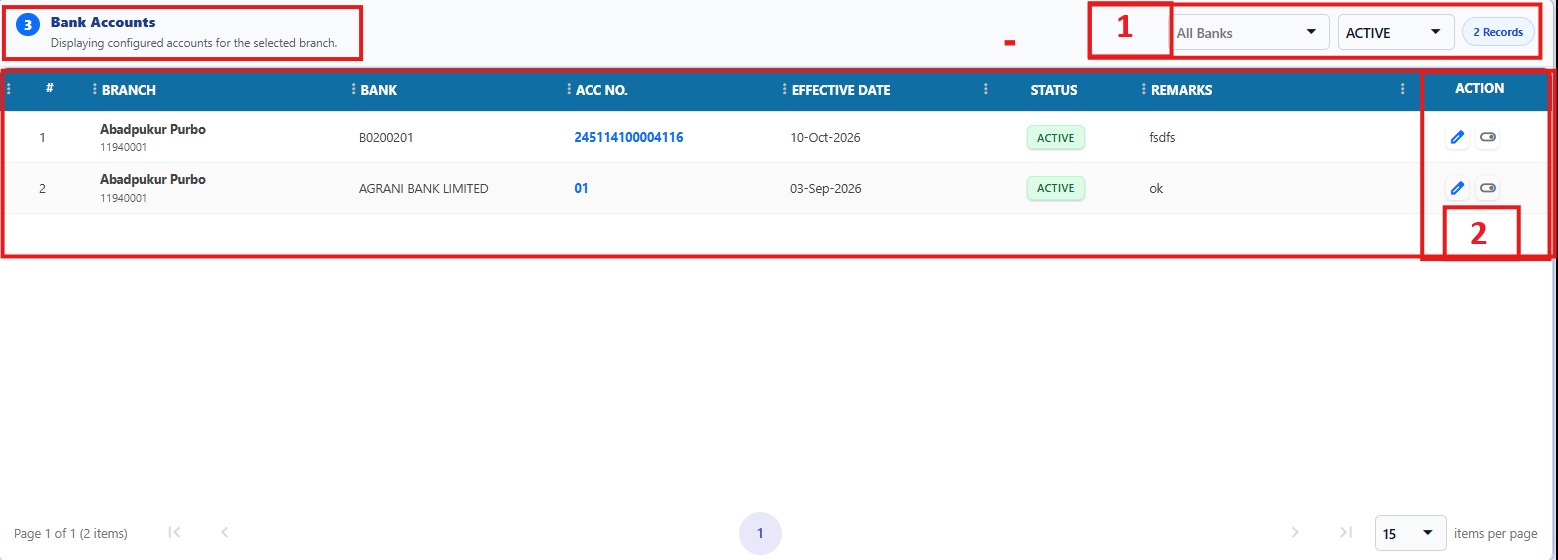 3 Bank Accounts
Displaying configured accounts for the selected branch.
-
1
All Banks
ACTIVE
2 Records
# BRANCH BANK ACC NO. EFFECTIVE DATE STATUS REMARKS ACTION
1 Abadpukur Purbo B0200201 245114100004116 10-Oct-2026 ACTIVE fsdfs
11940001
2 Abadpukur Purbo AGRANI BANK LIMITED 01 03-Sep-2026 ACTIVE ok
11940001
2
Page 1 of 1 (2 items) 1 15 items per page